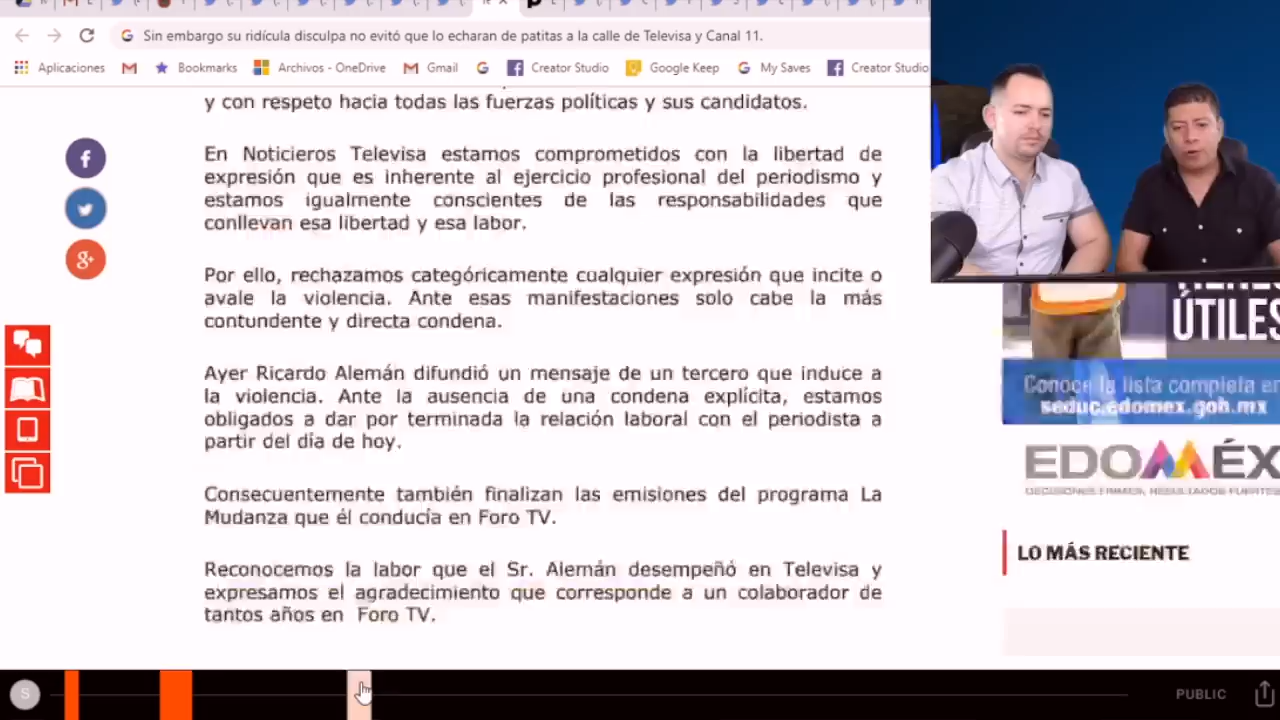 Sin embargo su ridícula disculpa no evitó que lo echaran de patitas a la calle de Televisa y Canal 11.
Aplicaciones
Bookmarks
Archivos - OneDrive
Gmail
Creator Studio
Google Keep
My Saves
Creator Studio
y con respeto hacia todas las fuerzas políticas y sus candidatos.
En Noticieros Televisa estamos comprometidos con la libertad de
expresión que es inherente al ejercicio profesional del periodismo y
estamos igualmente conscientes de las responsabilidades que
conllevan esa libertad y esa labor.
Por ello, rechazamos categóricamente cualquier expresión que incite o
avale la violencia. Ante esas manifestaciones solo cabe la más
contundente y directa condena.
Ayer Ricardo Alemán difundió un mensaje de un tercero que induce a
la violencia. Ante la ausencia de una condena explícita, estamos
obligados a dar por terminada la relación laboral con el periodista a
partir del día de hoy.
Consecuentemente también finalizan las emisiones del programa La
Mudanza que él conducía en Foro TV.
Reconocemos la labor que el Sr. Alemán desempeñó en Televisa y
expresamos el agradecimiento que corresponde a un colaborador de
tantos años en Foro TV.
ÚTILES
Conoce la lista completa en
seduc.edomex.gob.mx
EDOMÉX
DECISIONES FIRMES, RESULTADOS FUERTES
LO MÁS RECIENTE
S
PUBLIC